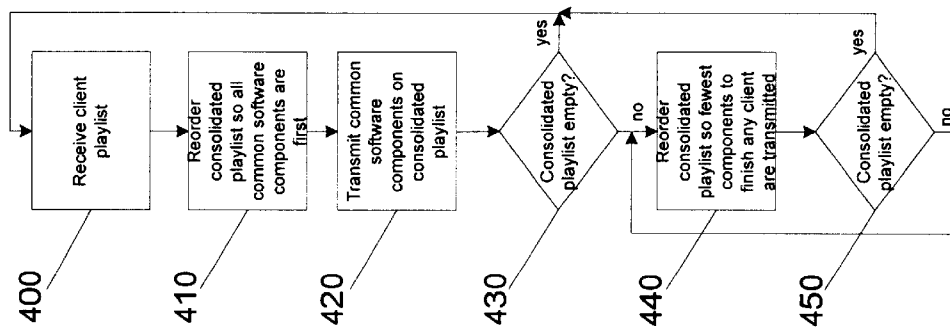 400
Receive client
playlist
410
Reorder
consolidated
playlist so all
common software
components are
first
420
Transmit common
software
components on
consolidated
playlist
430
Consolidated
playlist empty?
yes
no
440
Reorder
consolidated
playlist so fewest
components to
finish any client
are transmitted
450
Consolidated
playlist empty?
yes
no